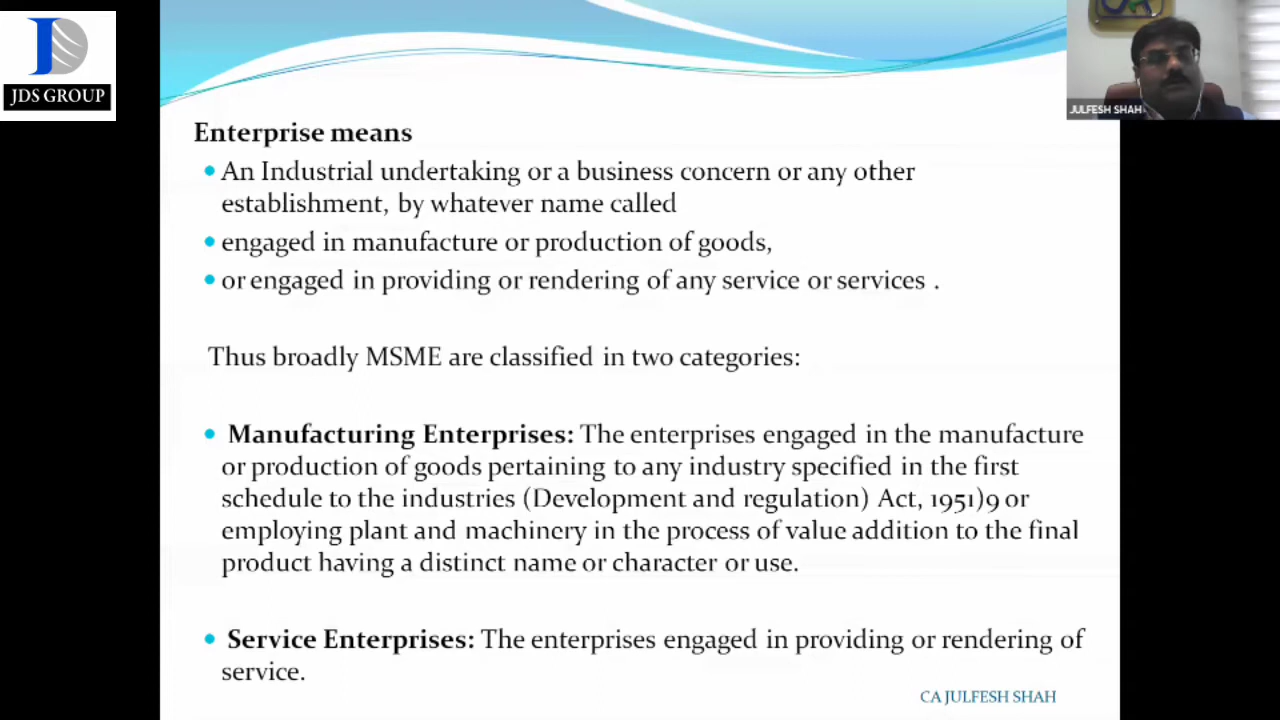 JDS GROUP
JULFESH SHAH
Enterprise means
An Industrial undertaking or a business concern or any other
establishment, by whatever name called
engaged in manufacture or production of goods,
or engaged in providing or rendering of any service or services .
Thus broadly MSME are classified in two categories:
Manufacturing Enterprises: The enterprises engaged in the manufacture
or production of goods pertaining to any industry specified in the first
schedule to the industries (Development and regulation) Act, 1951)9 or
employing plant and machinery in the process of value addition to the final
product having a distinct name or character or use.
Service Enterprises: The enterprises engaged in providing or rendering of
service.
CA JULFESH SHAH